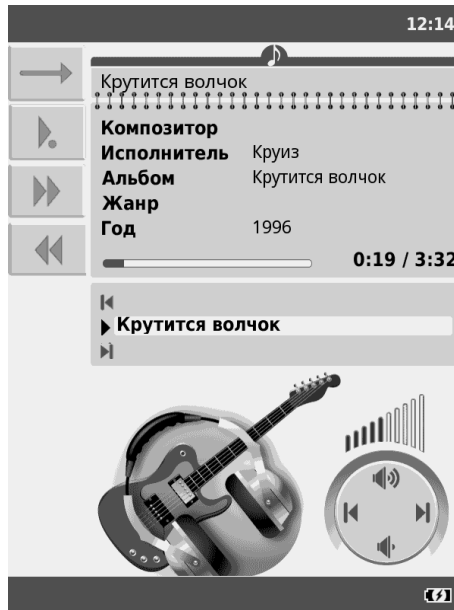 12:14
Крутится волчок
Композитор
Исполнитель Круиз
Альбом Крутится волчок
Жанр
Год 1996
0:19 / 3:32
Крутится волчок